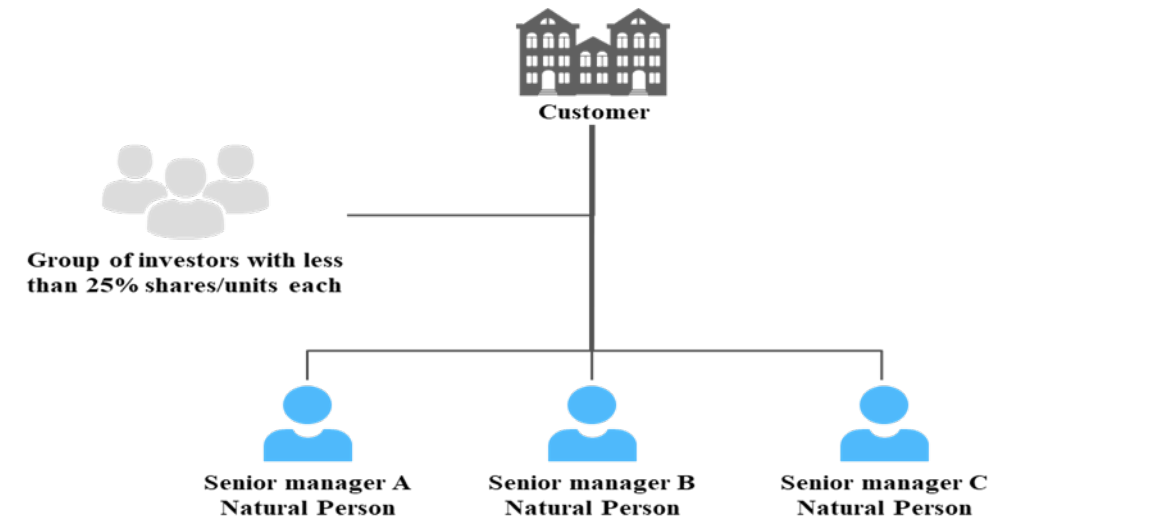 Customer
Group of investors with less
than 25% shares/units each
Senior manager A
Natural Person
Senior manager B
Natural Person
Senior manager C
Natural Person